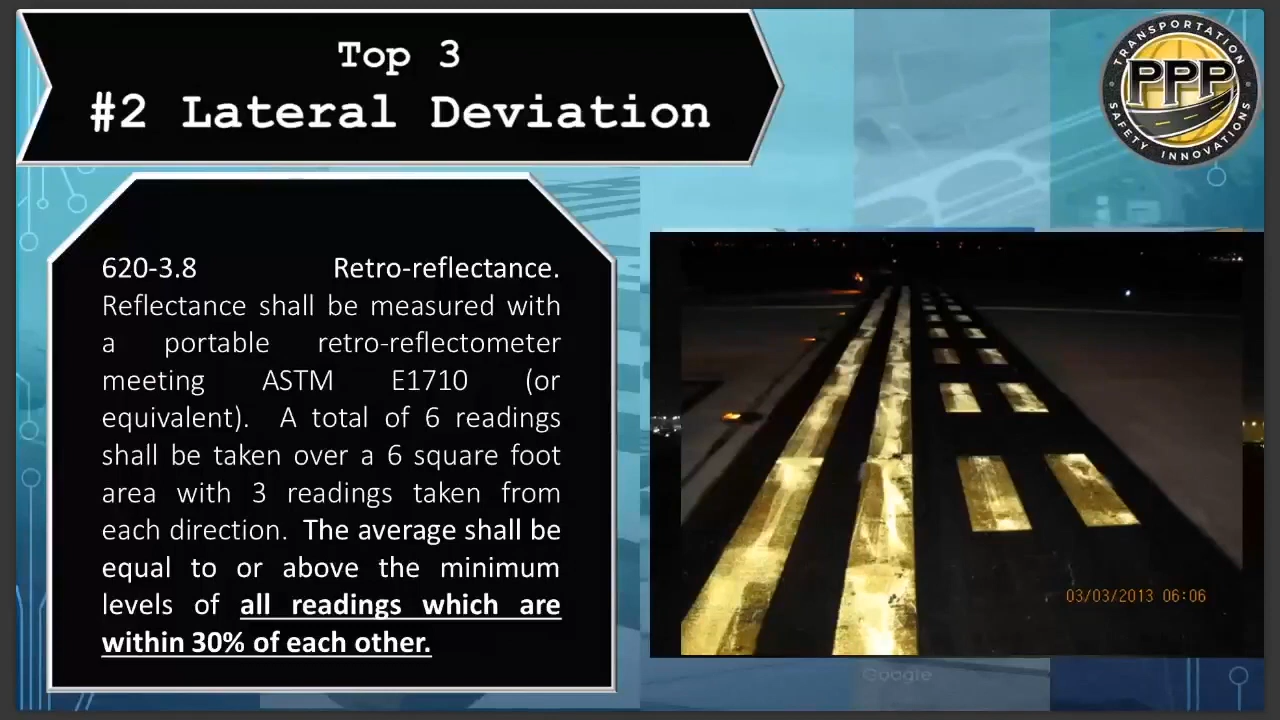 Top 3
#2 Lateral Deviation
TRANSPORTATION
PPP
SAFETY INNOVATIONS
620-3.8 Retro-reflectance.
Reflectance shall be measured with
a portable retro-reflectometer
meeting ASTM E1710 (or
equivalent). A total of 6 readings
shall be taken over a 6 square foot
area with 3 readings taken from
each direction. The average shall be
equal to or above the minimum
levels of all readings which are
within 30% of each other.
03/03/2013 06:06
Google